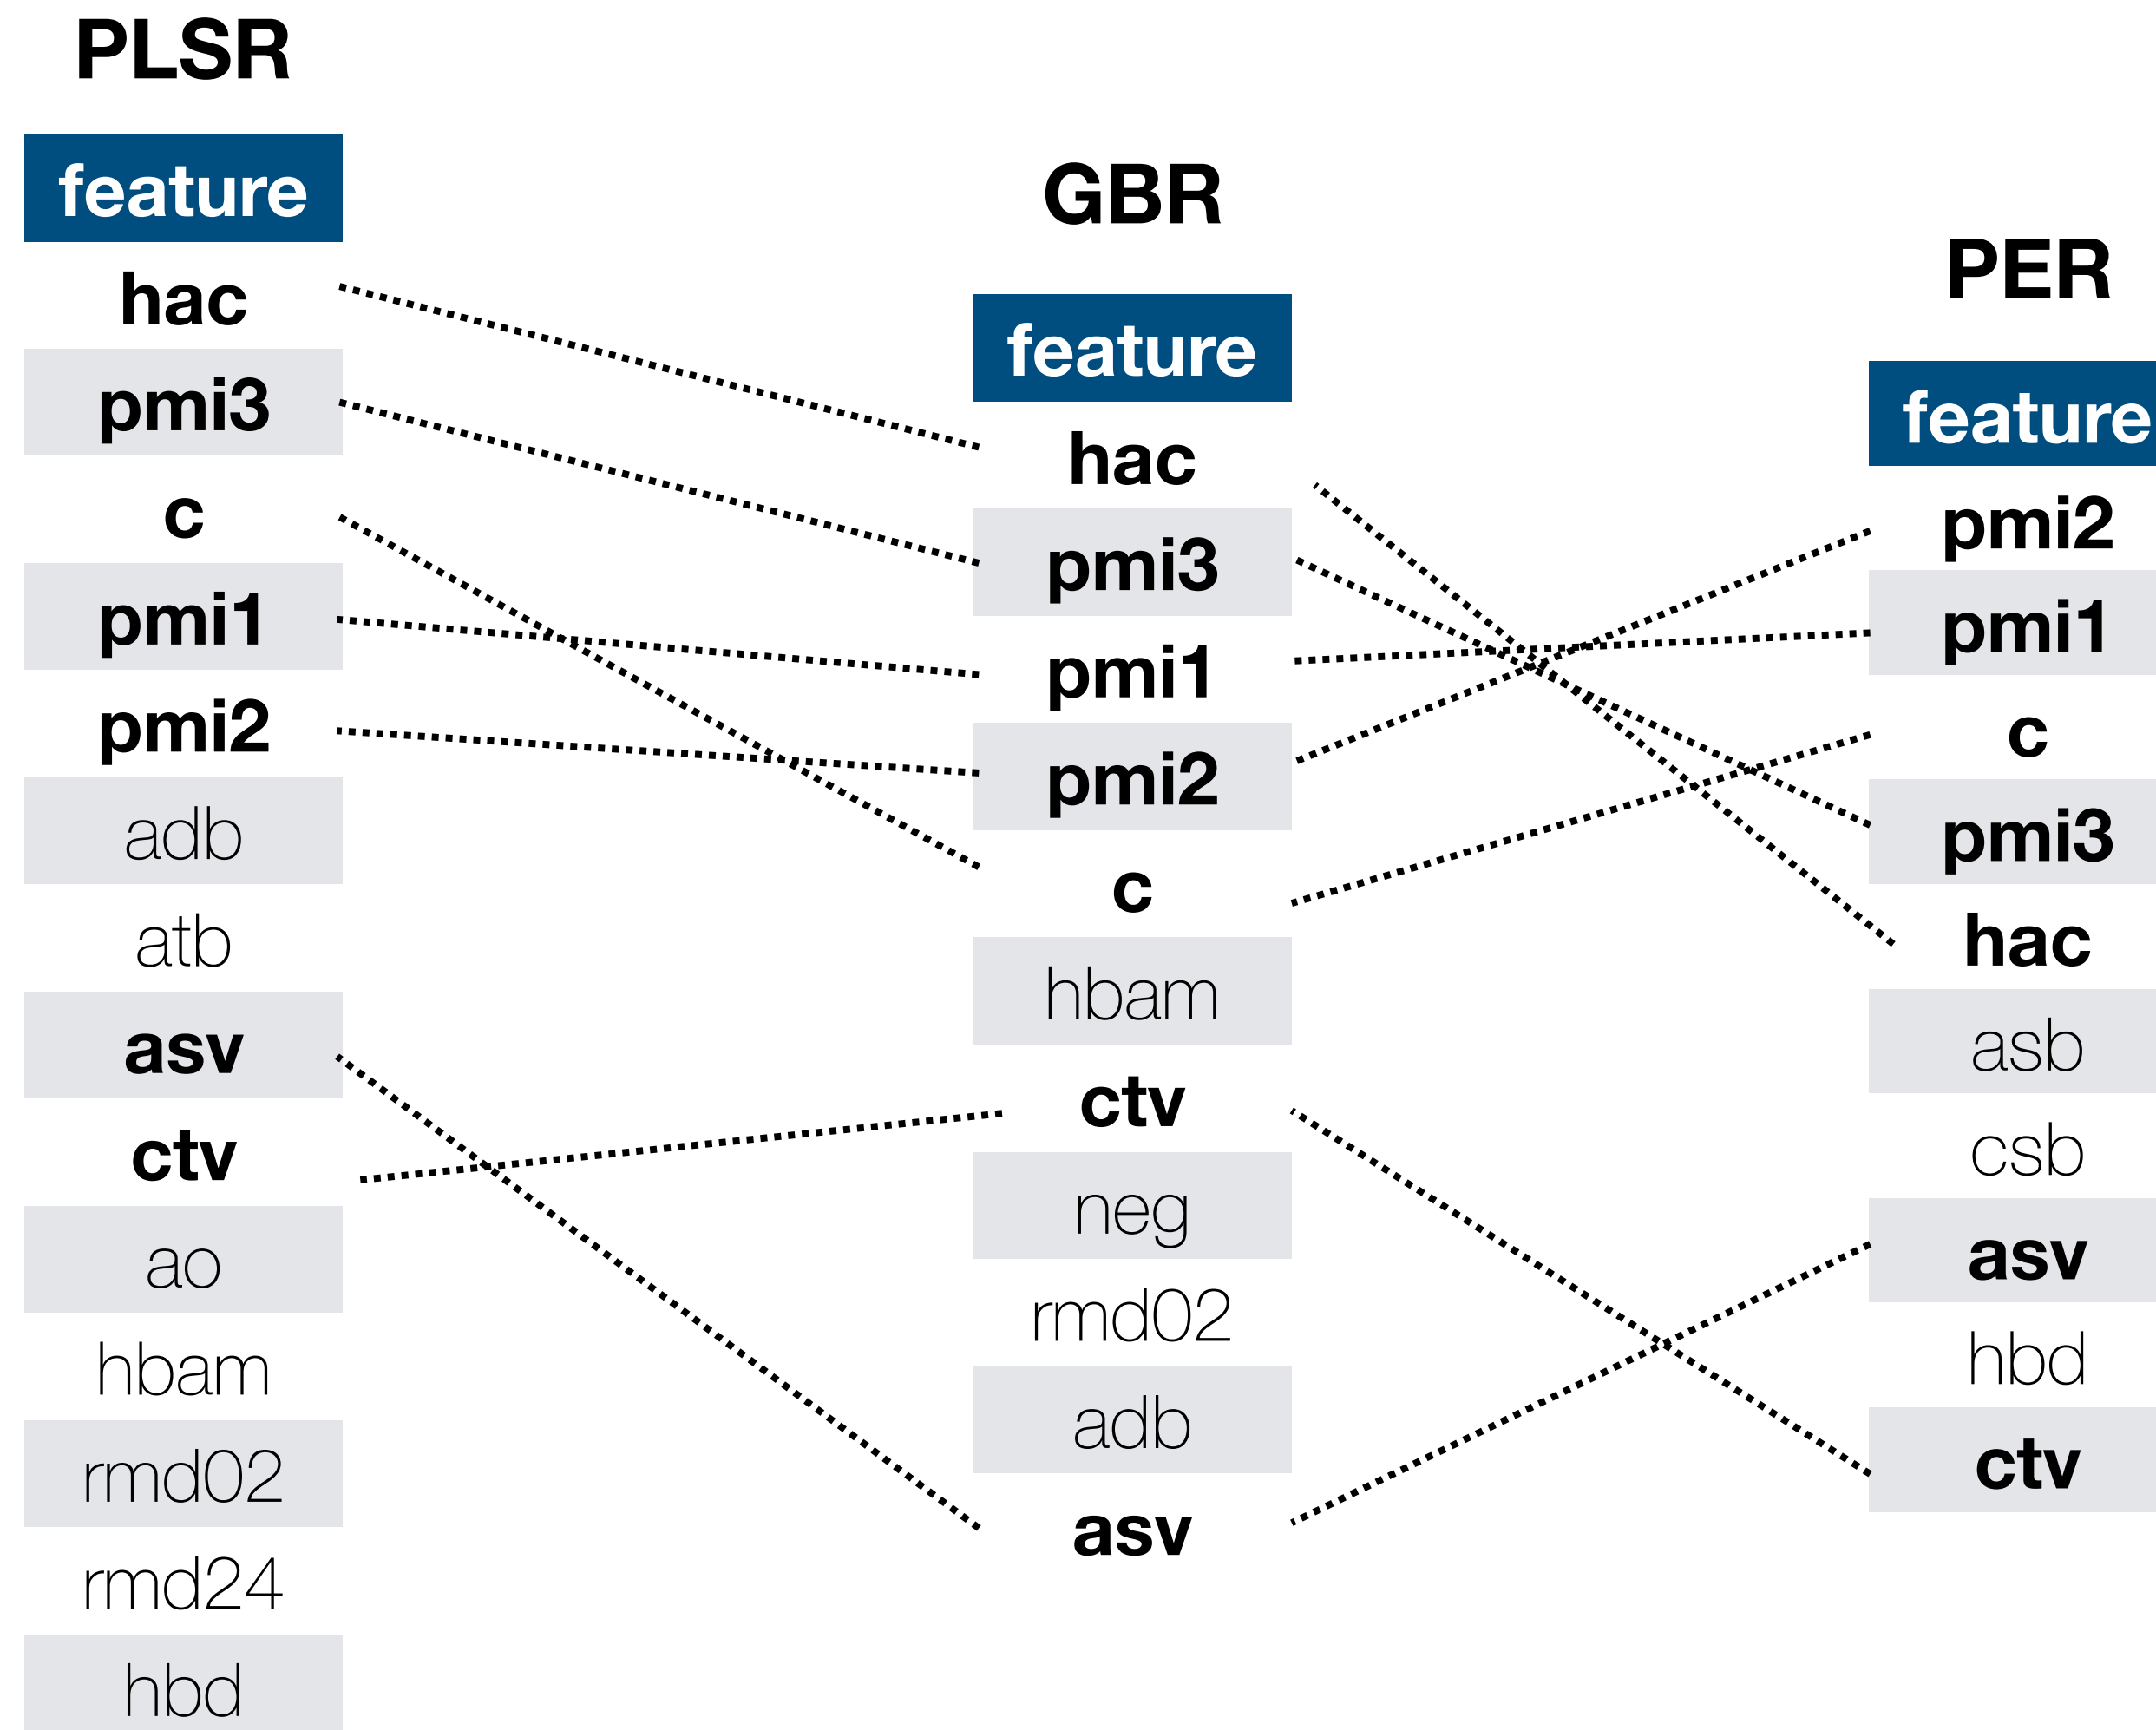 PLSR
feature
hac
pmi3
c
pmi1
pmi2
adb
atb
asv
ctv
ao
hbam
rmd02
rmd24
hbd
GBR
feature
hac
pmi3
pmi1
pmi2
c
hbam
ctv
neg
rmd02
adb
asv
PER
feature
pmi2
pmi1
c
pmi3
hac
asb
csb
asv
hbd
ctv